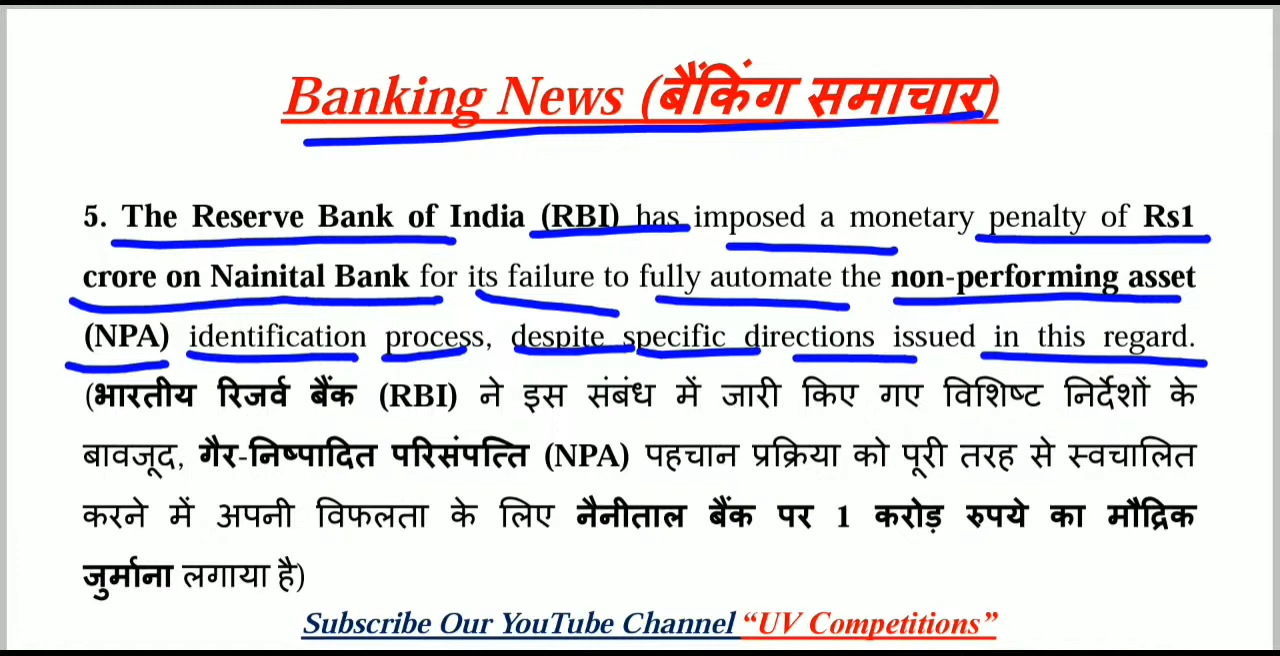 Banking News (बैंकिंग समाचार)
5. The Reserve Bank of India (RBI) has imposed a monetary penalty of Rs1
crore on Nainital Bank for its failure to fully automate the non-performing asset
(NPA) identification process, despite specific directions issued in this regard.
(भारतीय रिजर्व बैंक (RBI) ने इस संबंध में जारी किए गए विशिष्ट निर्देशों के
बावजूद, गैर-निष्पादित परिसंपत्ति (NPA) पहचान प्रक्रिया को पूरी तरह से स्वचालित
करने में अपनी विफलता के लिए नैनीताल बैंक पर 1 करोड़ रुपये का मौद्रिक
जुर्माना लगाया है)
Subscribe Our YouTube Channel “UV Competitions”